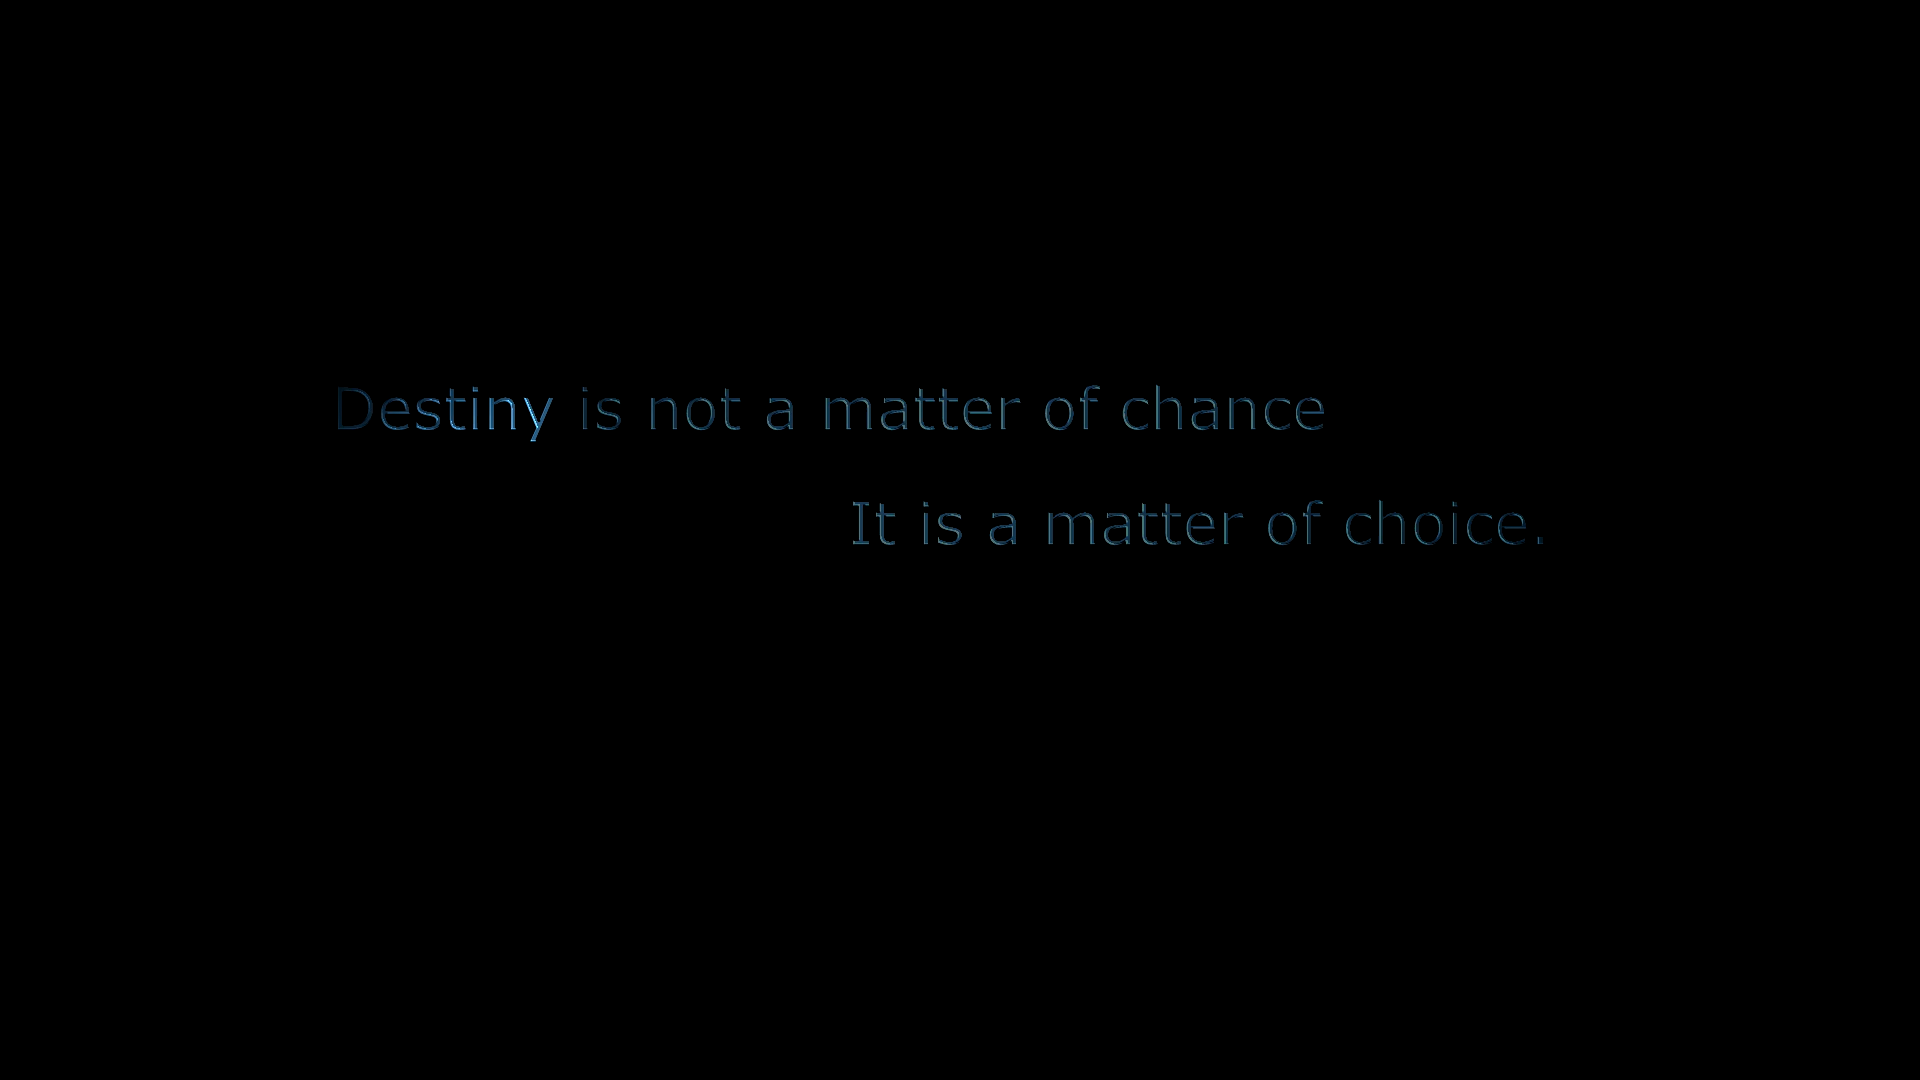 Destiny is not a matter of chance
It is a matter of choice.